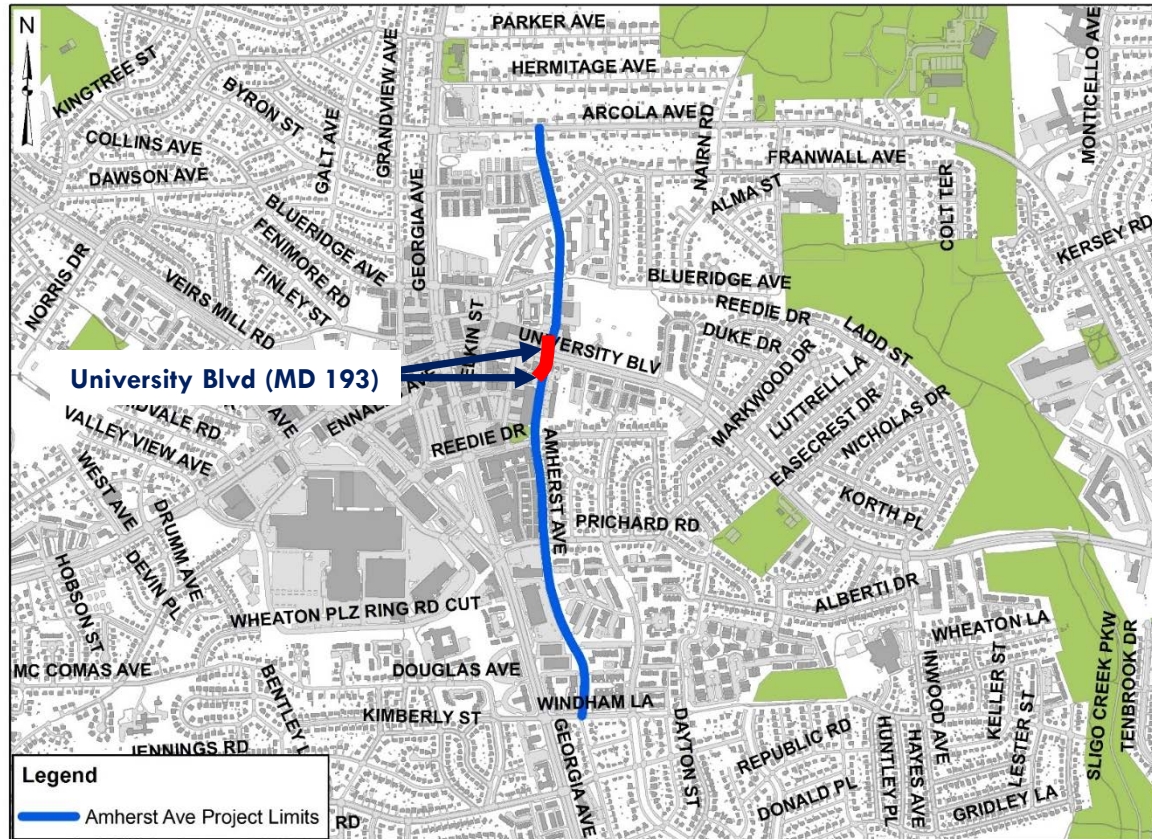 N
PARKER AVE
HERMITAGE AVE
ARCOLA AVE
MONTICELLO AVE
KINGTREE ST
BYRON ST
GALT AVE
GRANDVIEW AVE
COLLINS AVE
DAWSON AVE
NAIRN RD
FRANWALL AVE
ALMA ST
COLT TER
KERSEY RD
BLUERIDGE AVE
FENIMORE RD
FINLEY ST
GEORGIA AVE
NORRIS DR
VEIRS MILL RD
BLUERIDGE AVE
REEDIE DR
LADD ST
DUKE DR
UNIVERSITY BLV
MARKWOOD DR
LUTTRELL LA
EASECREST DR
NICHOLAS DR
University Blvd (MD 193)
AVE
VALLEY VIEW AVE
AVE
REEDIE DR
AMHERST AVE
KORTH PL
WEST AVE
DRUMM AVE
DEVIN PL
HOBSON ST
PRICHARD RD
WHEATON PLZ RING RD CUT
ALBERTI DR
WHEATON LA
MC COMAS AVE
DOUGLAS AVE
BENTLEY L
KIMBERLY ST
WINDHAM LA
GEORGIA AVE
DAYTON ST
REPUBLIC RD
DONALD PL
HUNTLEY PL
HAYES AVE
INWOOD AVE
KELLER ST
LESTER ST
GRIDLEY LA
SLIGO CREEK PKW
TENBROOK DR
JENNINGS RD
RD
Legend
Amherst Ave Project Limits